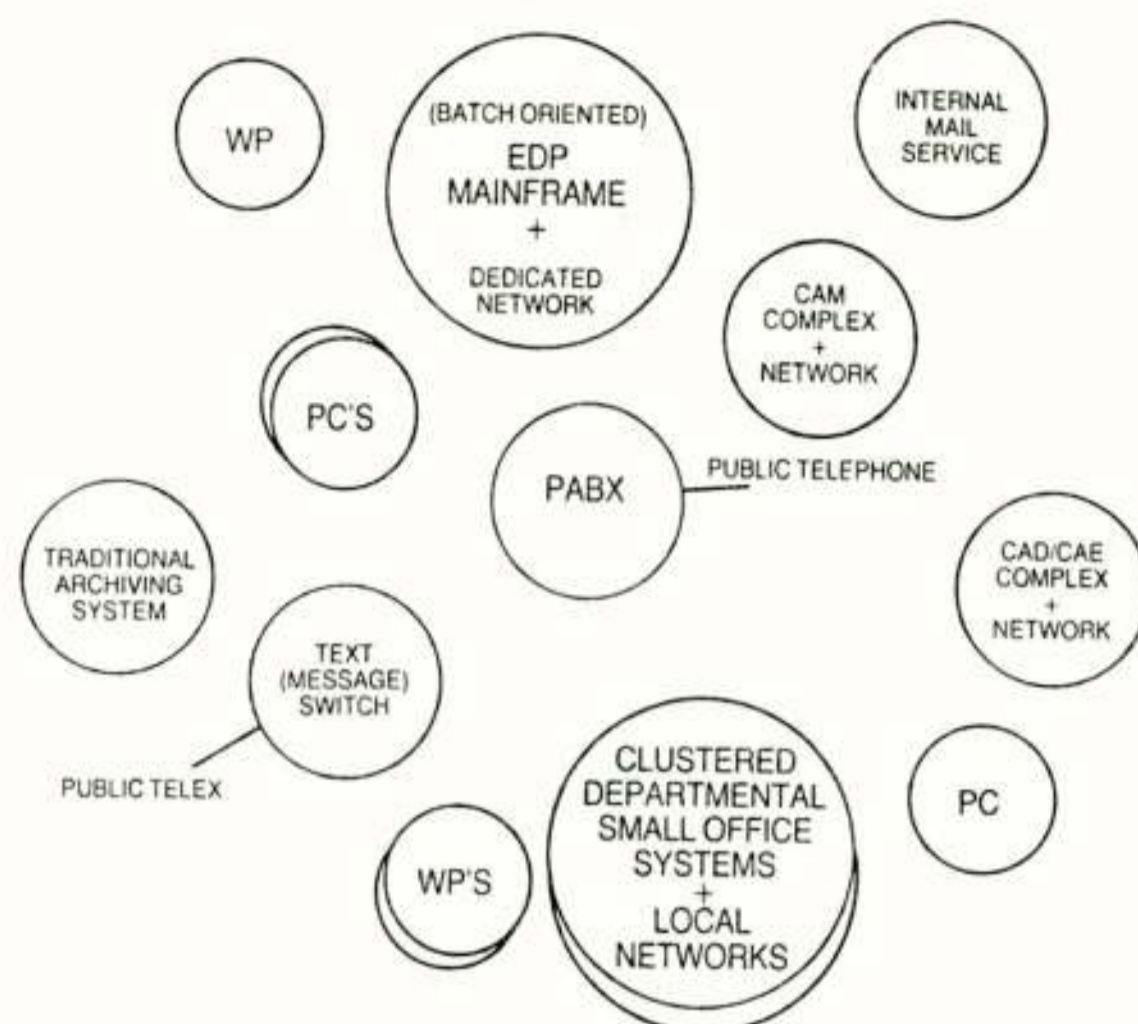 WP
(BATCH ORIENTED)
EDP
MAINFRAME
+
DEDICATED
NETWORK
INTERNAL
MAIL
SERVICE
CAM
COMPLEX
+
NETWORK
PC'S
PABX
PUBLIC TELEPHONE
TRADITIONAL
ARCHIVING
SYSTEM
CAD/CAE
COMPLEX
+
NETWORK
TEXT
(MESSAGE)
SWITCH
PUBLIC TELEX
CLUSTERED
DEPARTMENTAL
SMALL OFFICE
SYSTEMS
+
LOCAL
NETWORKS
PC
WP'S